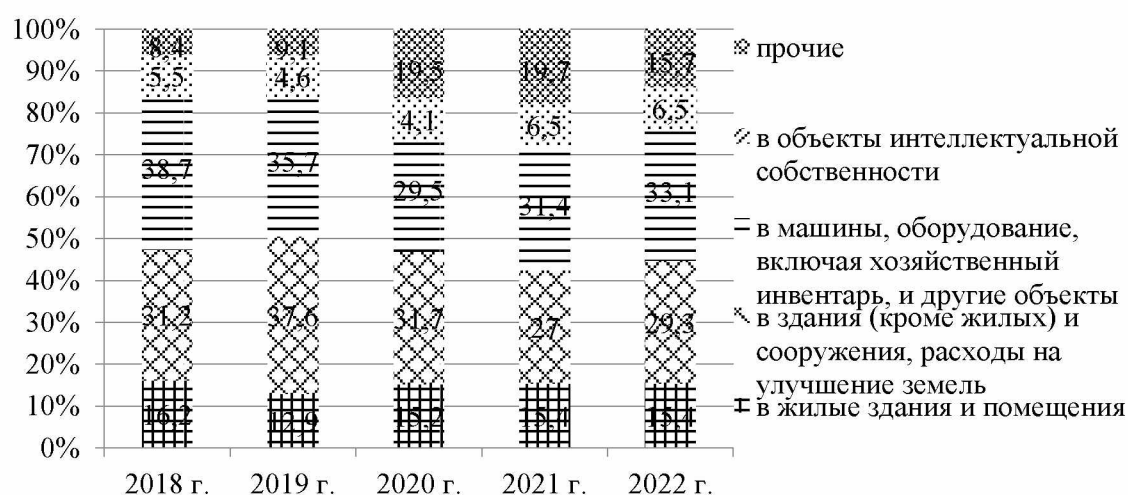 100%
90%
80%
70%
60%
50%
40%
30%
20%
10%
0%
8,4
5,5
38,7
31,2
16,2
9,1
4,6
35,7
37,6
12,9
19,5
4,1
29,5
31,7
15,2
19,7
6,5
31,4
27
15,4
15,7
6,5
33,1
29,3
15,4
2018 г.
2019 г.
2020 г.
2021 г.
2022 г.
прочие
в объекты интеллектуальной
собственности
в машины, оборудование,
включая хозяйственный
инвентарь, и другие объекты
в здания (кроме жилых) и
сооружения, расходы на
улучшение земель
в жилые здания и помещения